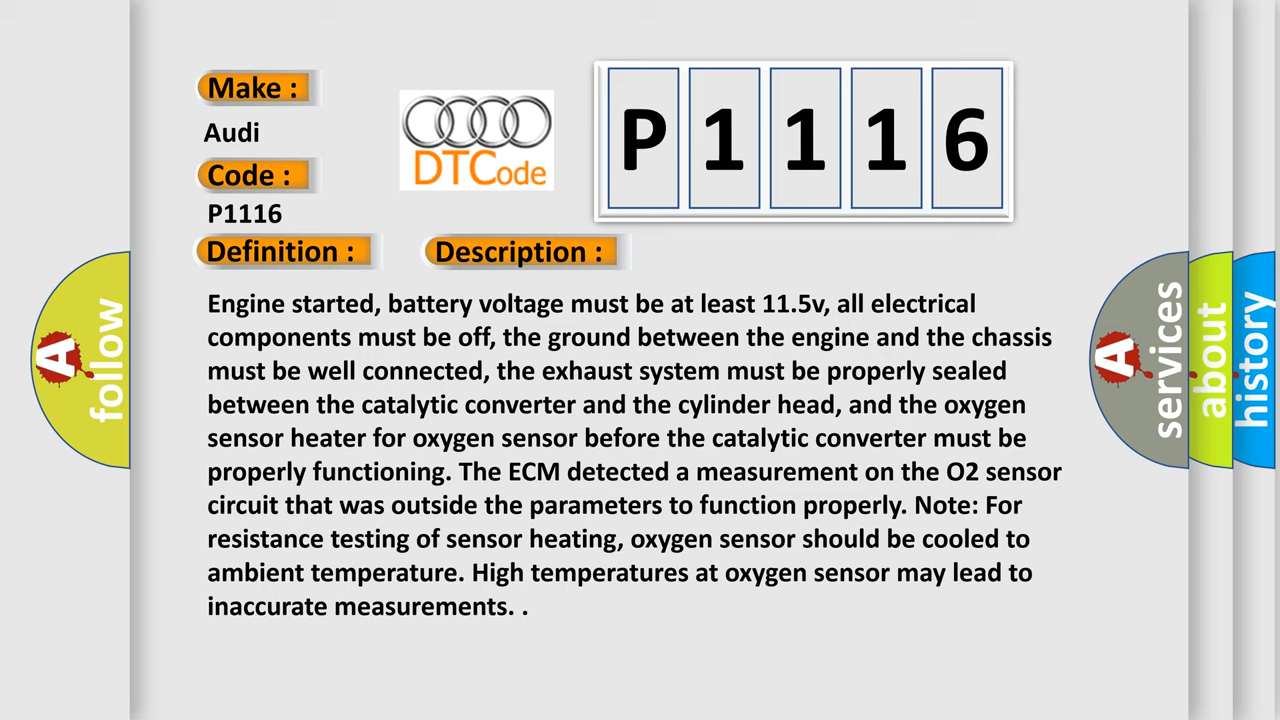 Make :
Audi
Code :
P1116
Definition :
Description :
DTCode
P1116
Engine started, battery voltage must be at least 11.5v, all electrical
components must be off, the ground between the engine and the chassis
must be well connected, the exhaust system must be properly sealed
between the catalytic converter and the cylinder head, and the oxygen
sensor heater for oxygen sensor before the catalytic converter must be
properly functioning. The ECM detected a measurement on the O2 sensor
circuit that was outside the parameters to function properly. Note: For
resistance testing of sensor heating, oxygen sensor should be cooled to
ambient temperature. High temperatures at oxygen sensor may lead to
inaccurate measurements. .
A
follow
A
services
about
history